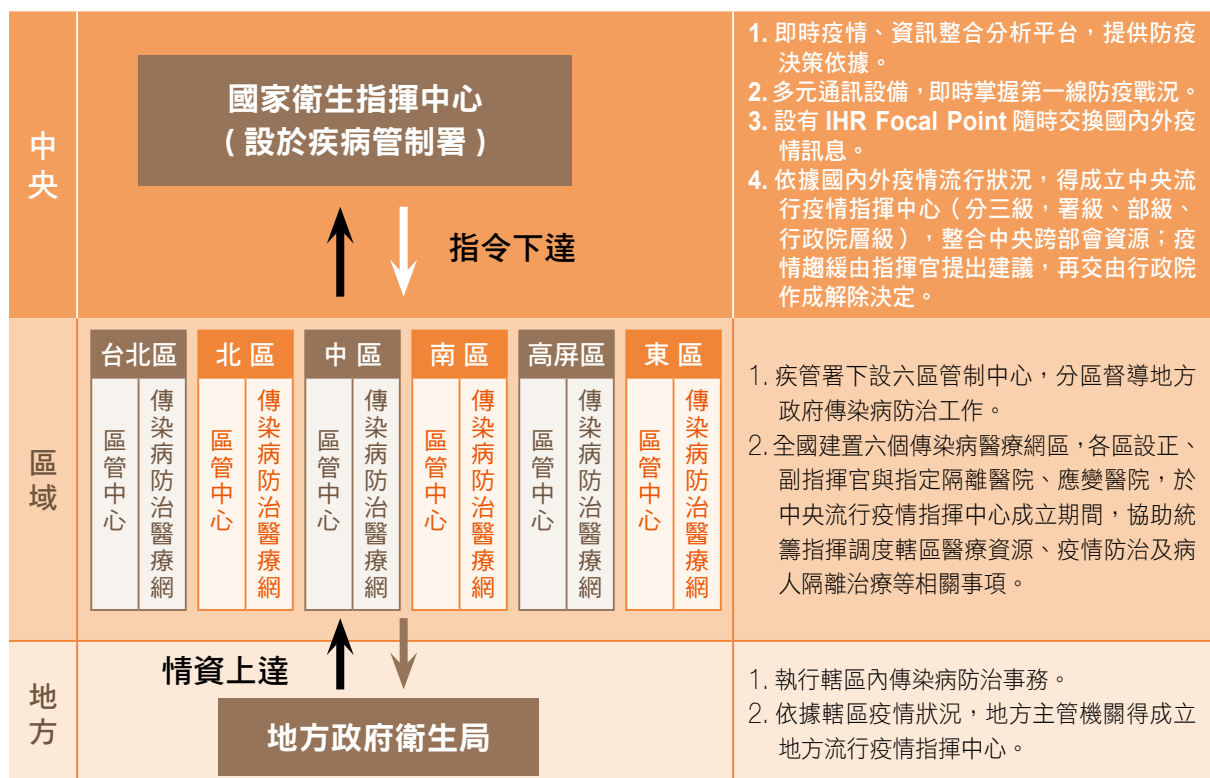 中央
國家衛生指揮中心
（設於疾病管制署）
指令下達
1. 即時疫情、資訊整合分析平台，提供防疫
決策依據。
2. 多元通訊設備，即時掌握第一線防疫戰況。
3. 設有 IHR Focal Point 隨時交換國內外疫
情訊息。
4. 依據國內外疫情流行狀況，得成立中央流
行疫情指揮中心（分三級，署級、部級、
行政院層級），整合中央跨部會資源；疫
情趨緩由指揮官提出建議，再交由行政院
作成解除決定。
區域
台北區
區管中心
傳染病防治醫療網
北區
區管中心
傳染病防治醫療網
中區
區管中心
傳染病防治醫療網
南區
區管中心
傳染病防治醫療網
高屏區
區管中心
傳染病防治醫療網
東區
區管中心
傳染病防治醫療網
1. 疾管署下設六區管制中心，分區督導地方
政府傳染病防治工作。
2. 全國建置六個傳染病醫療網區，各區設正、
副指揮官與指定隔離醫院、應變醫院，於
中央流行疫情指揮中心成立期間，協助統
籌指揮調度轄區醫療資源、疫情防治及病
人隔離治療等相關事項。
地方
情資上達
地方政府衛生局
1. 執行轄區內傳染病防治事務。
2. 依據轄區疫情狀況，地方主管機關得成立
地方流行疫情指揮中心。